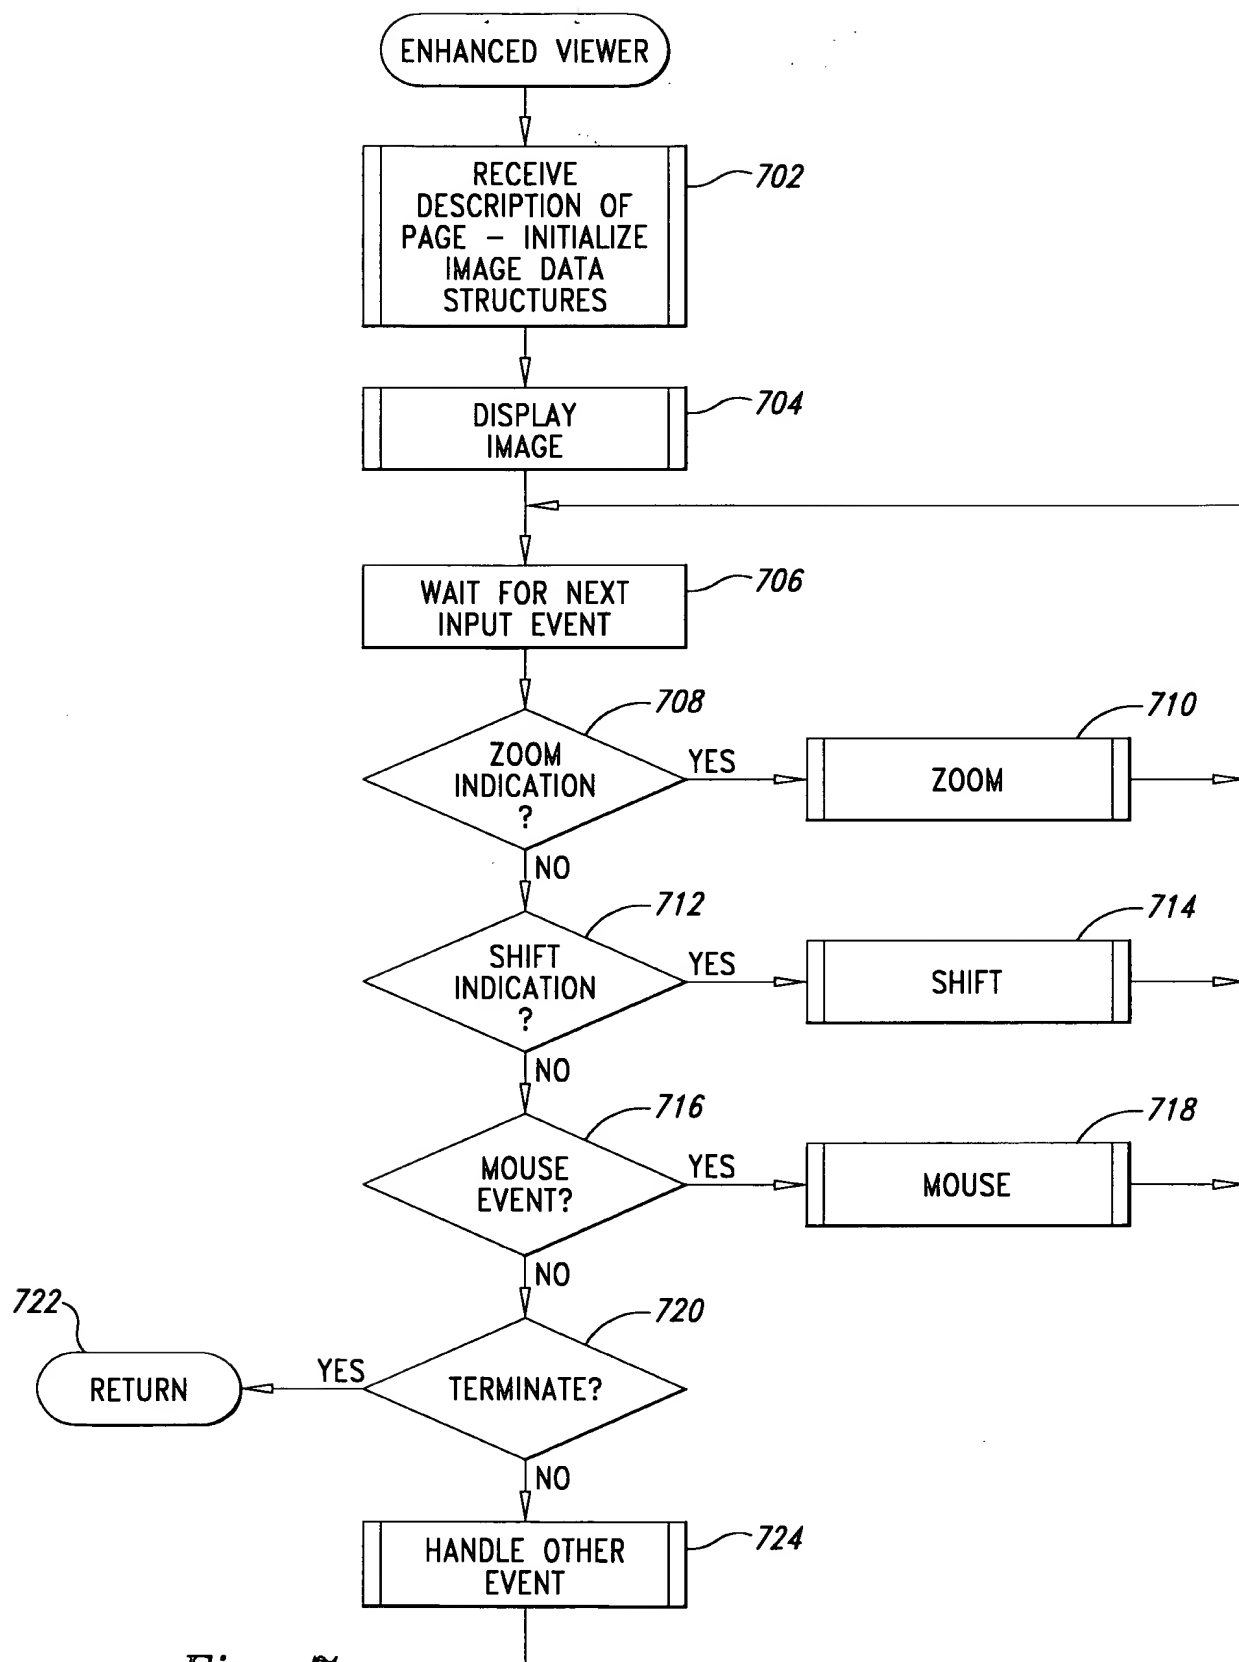 ENHANCED VIEWER
RECEIVE
DESCRIPTION OF
PAGE – INITIALIZE
IMAGE DATA
STRUCTURES
702
DISPLAY
IMAGE
704
WAIT FOR NEXT
INPUT EVENT
706
708
ZOOM
INDICATION
?
YES
710
ZOOM
NO
712
SHIFT
INDICATION
?
YES
714
SHIFT
NO
716
MOUSE
EVENT?
YES
718
MOUSE
NO
720
TERMINATE?
YES
722
RETURN
NO
HANDLE OTHER
EVENT
724